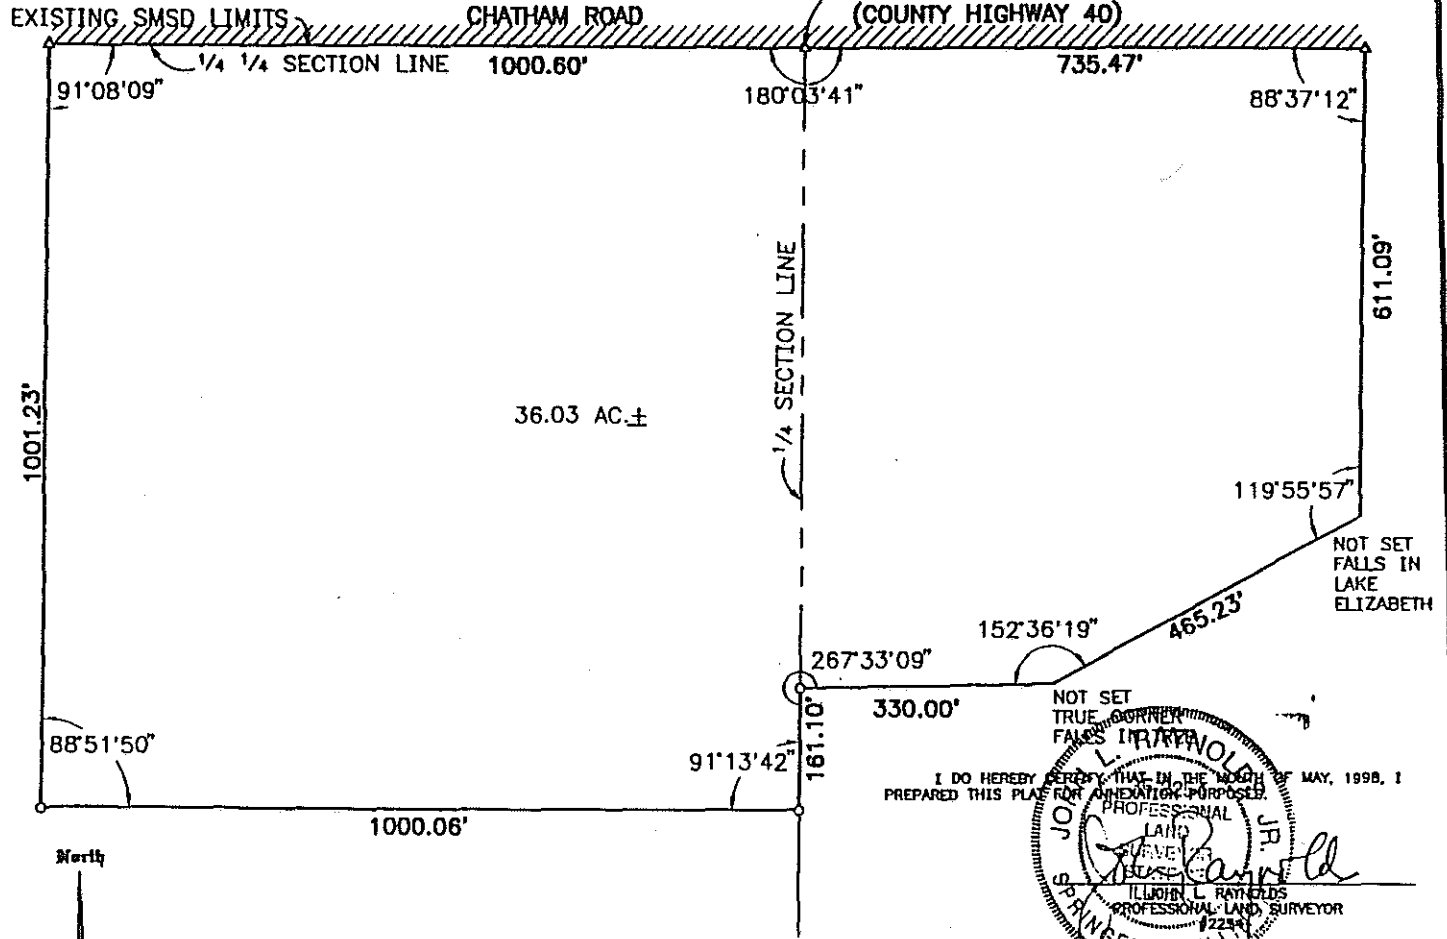 EXISTING SMSD LIMITS
CHATHAM ROAD
(COUNTY HIGHWAY 40)
1/4 1/4 SECTION LINE
1000.60'
735.47'
91°08'09"
180°03'41"
88°37'12"
1/4 SECTION LINE
611.09'
1001.23'
36.03 AC.±
119°55'57"
NOT SET
FALLS IN
LAKE
ELIZABETH
465.23'
152°36'19"
267°33'09"
330.00'
NOT SET
TRUE CORNER
FALLS IN
88°51'50"
91°13'42"
161.10'
1000.06'
I DO HEREBY CERTIFY THAT IN THE MONTH OF MAY, 1998, I
PREPARED THIS PLAT FOR ANNEXATION PURPOSES.
JOHN L. RAYNOLDS JR.
PROFESSIONAL
LAND
SURVEYOR
JOHN L. RAYNOLDS
PROFESSIONAL LAND SURVEYOR
North